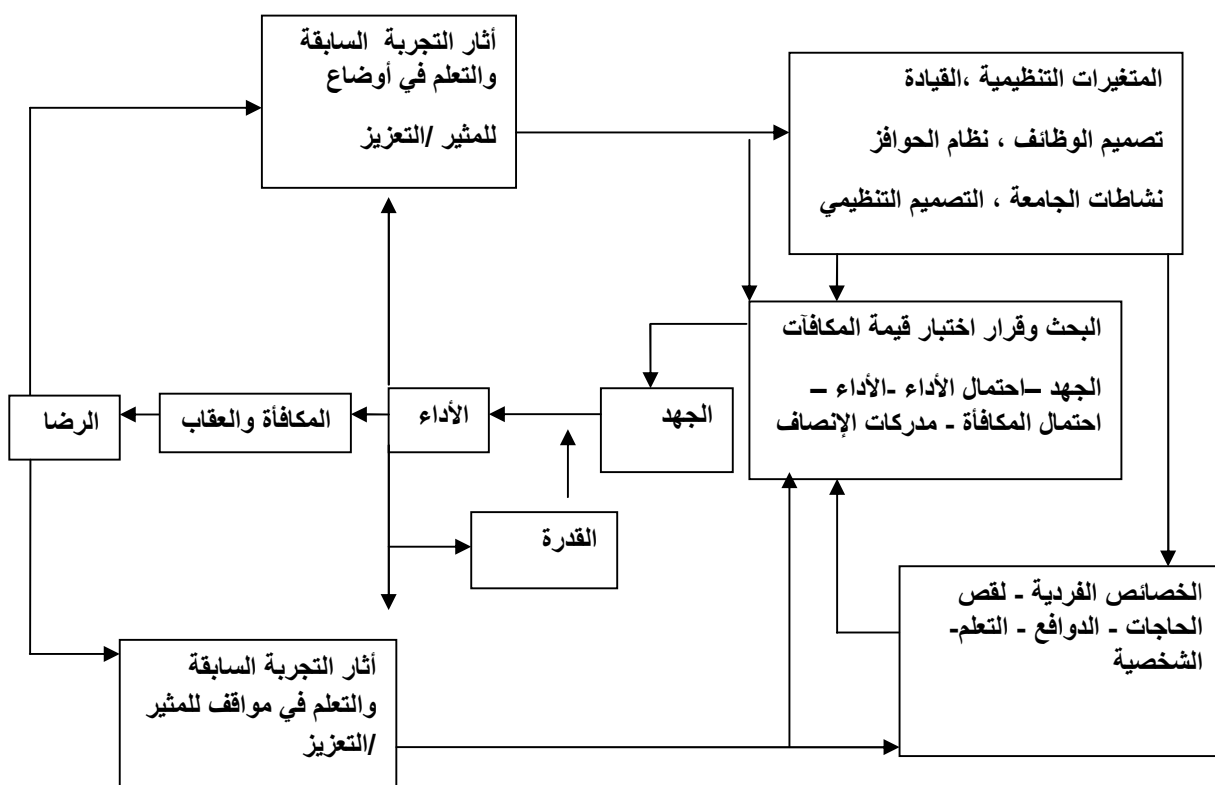 أثار التجربة السابقة
والتعلم في أوضاع
للمثير /التعزيز
المتغيرات التنظيمية ،القيادة
تصميم الوظائف ، نظام الحوافز
نشاطات الجامعة ، التصميم التنظيمي
البحث وقرار اختبار قيمة المكافآت
الجهد –احتمال الأداء -الأداء –
احتمال المكافأة - مدركات الإنصاف
الجهد
الأداء
المكافأة والعقاب
الرضا
القدرة
الخصائص الفردية - لقص
الحاجات - الدوافع - التعلم-
الشخصية
أثار التجربة السابقة
والتعلم في مواقف للمثير
/التعزيز